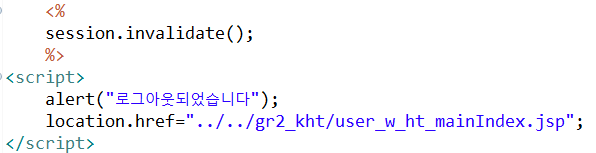 <%
session.invalidate();
%>
<script>
alert("로그아웃되었습니다");
location.href="../../gr2_kht/user_w_ht_mainIndex.jsp";
</script>